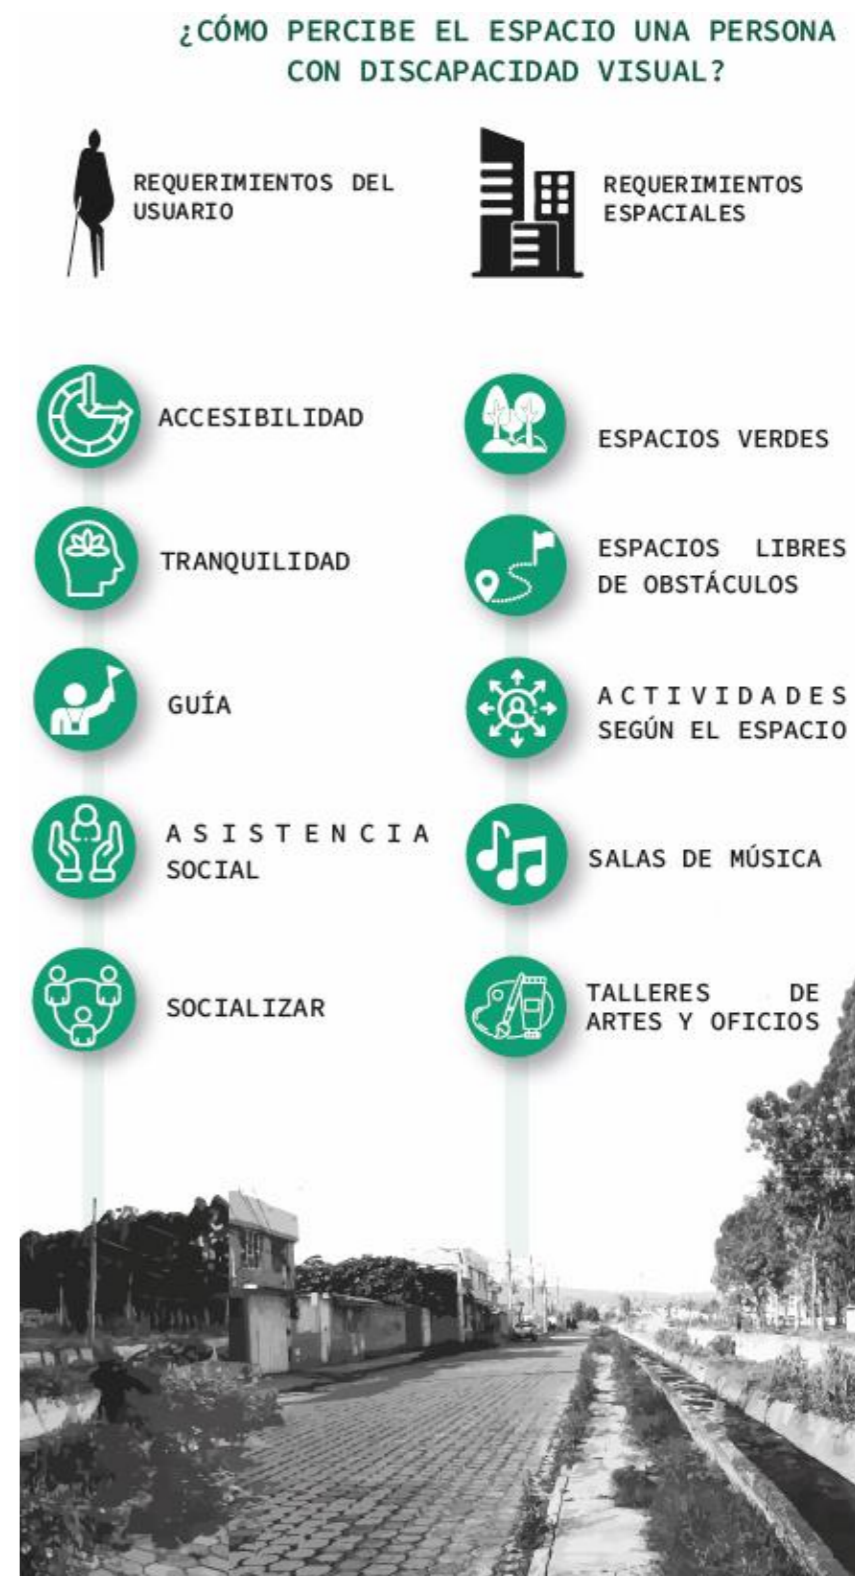 ¿CÓMO PERCIBE EL ESPACIO UNA PERSONA
CON DISCAPACIDAD VISUAL?
REQUERIMIENTOS DEL
USUARIO
REQUERIMIENTOS
ESPACIALES
ACCESIBILIDAD
TRANQUILIDAD
GUÍA
ASISTENCIA
SOCIAL
SOCIALIZAR
ESPACIOS VERDES
ESPACIOS LIBRES
DE OBSTÁCULOS
ACTIVIDADES
SEGÚN EL ESPACIO
SALAS DE MÚSICA
TALLERES DE
ARTES Y OFICIOS